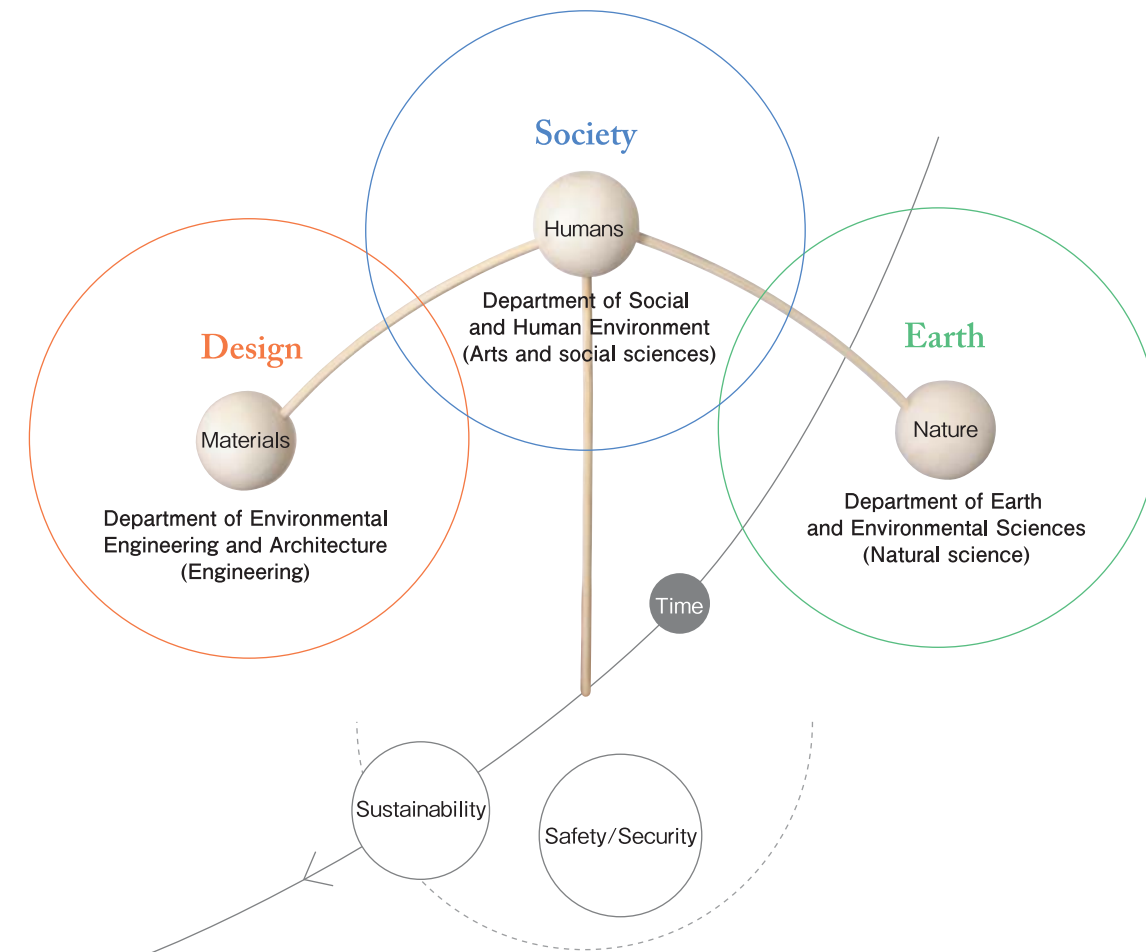 Society
Humans
Department of Social
and Human Environment
(Arts and social sciences)
Design
Materials
Department of Environmental
Engineering and Architecture
(Engineering)
Earth
Nature
Department of Earth
and Environmental Sciences
(Natural science)
Time
Sustainability
Safety/Security